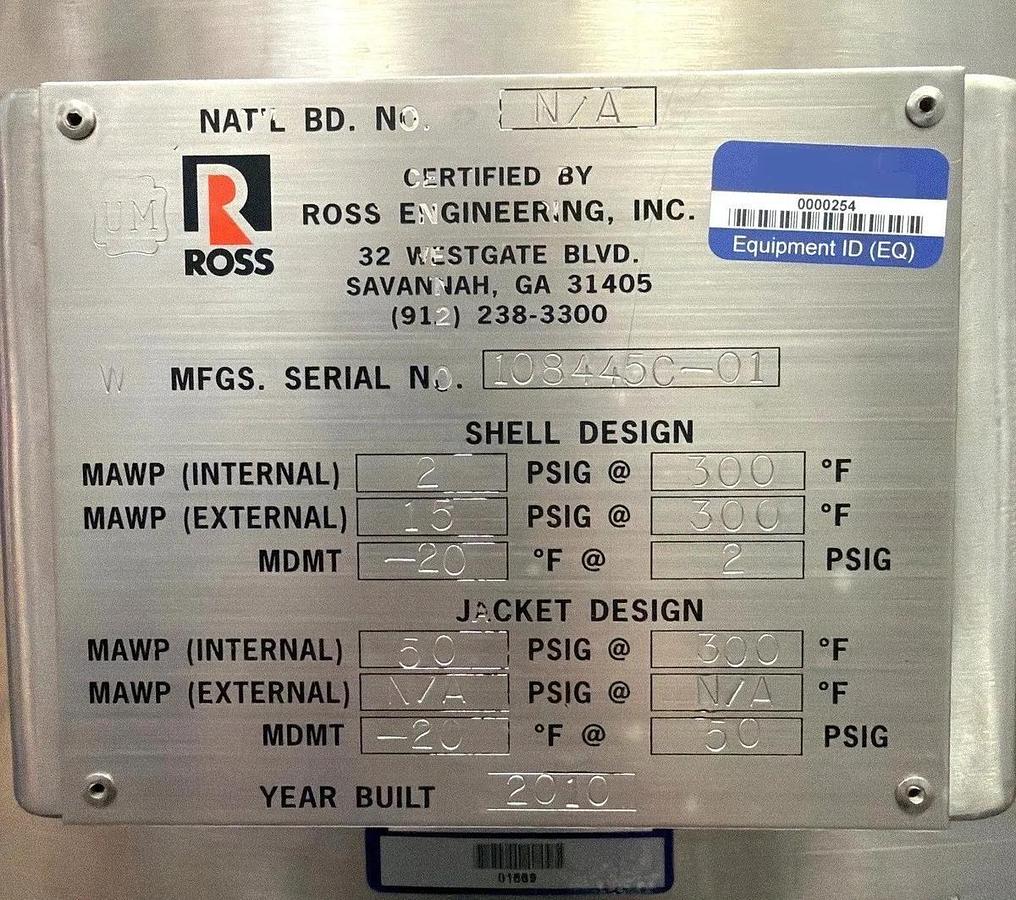 NAT'L BD. NO. N/A
UM
R
ROSS
CERTIFIED BY
ROSS ENGINEERING, INC.
32 WESTGATE BLVD.
SAVANNAH, GA 31405
(912) 238-3300
0000254
Equipment ID (EQ)
W
MFGS. SERIAL NO. 108445C-01
SHELL DESIGN
MAWP (INTERNAL) 2 PSIG @ 300 °F
MAWP (EXTERNAL) 15 PSIG @ 300 °F
MDMT -20 °F @ 2 PSIG
JACKET DESIGN
MAWP (INTERNAL) 50 PSIG @ 300 °F
MAWP (EXTERNAL) N/A PSIG @ N/A °F
MDMT -20 °F @ 50 PSIG
YEAR BUILT 2010
01669